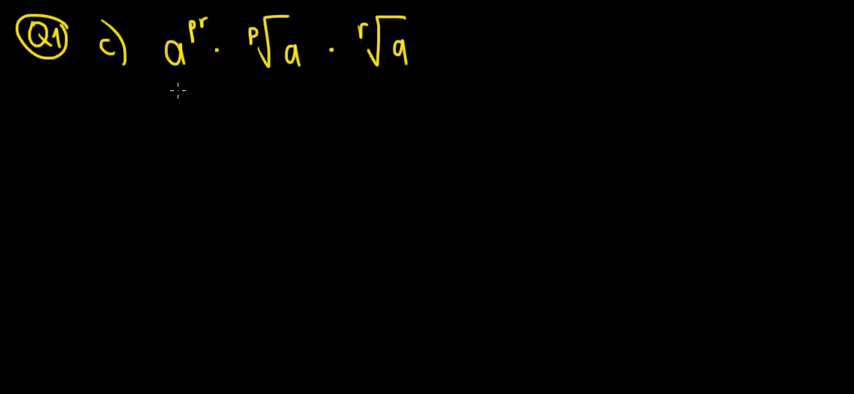 Q1 c) a^{pr} · ᵖ√a · ʳ√a